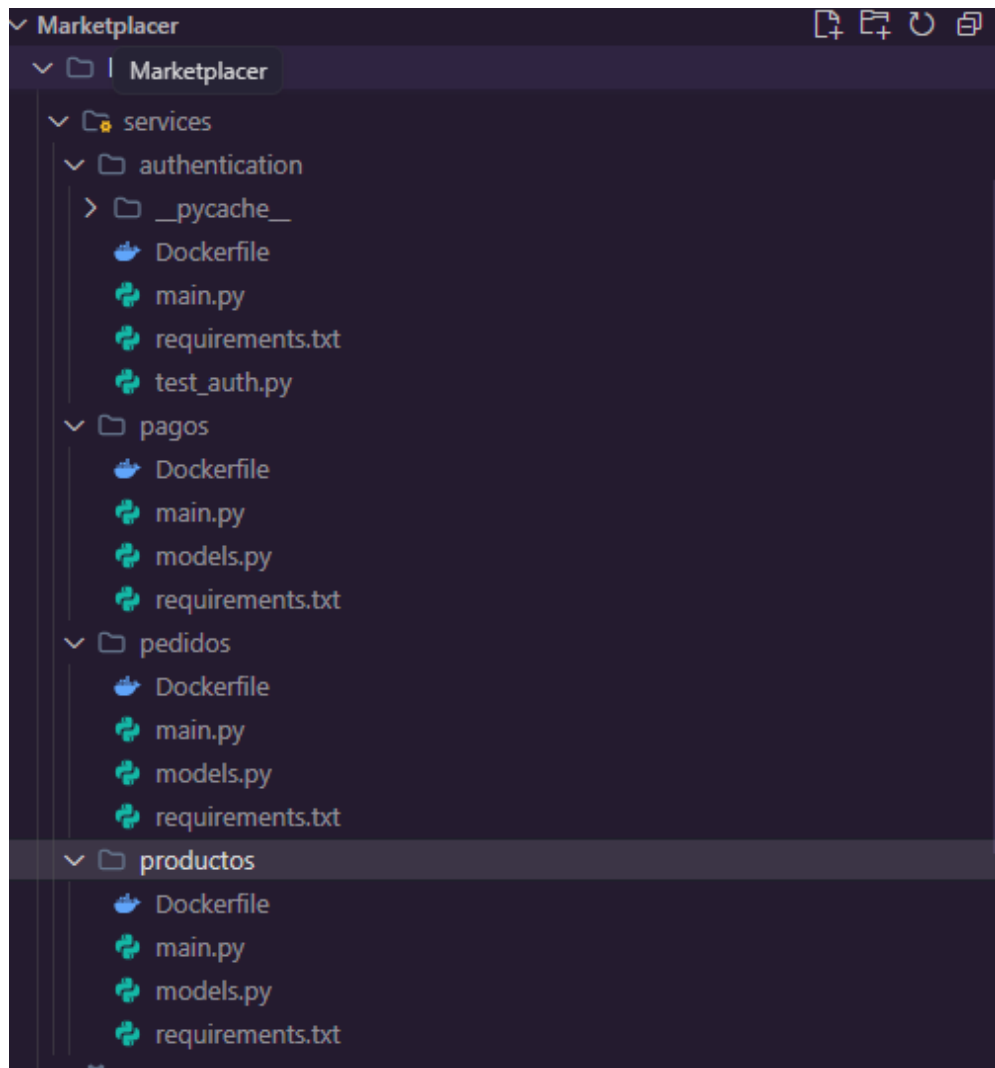 Marketplacer
Marketplacer
services
authentication
__pycache__
Dockerfile
main.py
requirements.txt
test_auth.py
pagos
Dockerfile
main.py
models.py
requirements.txt
pedidos
Dockerfile
main.py
models.py
requirements.txt
productos
Dockerfile
main.py
models.py
requirements.txt